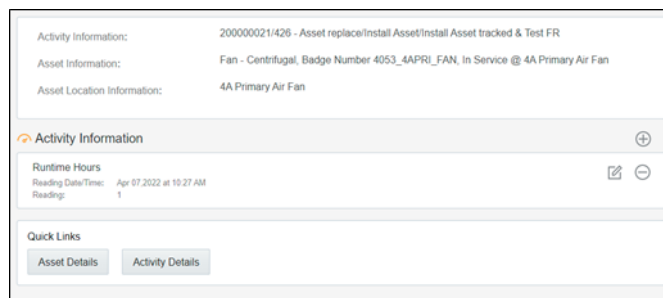 Activity Information: 200000021/426 - Asset replace/Install Asset/Install Asset tracked & Test FR
Asset Information: Fan - Centrifugal, Badge Number 4053_4APRI_FAN, In Service @ 4A Primary Air Fan
Asset Location Information: 4A Primary Air Fan
Activity Information
Runtime Hours
Reading Date/Time: Apr 07,2022 at 10:27 AM
Reading: 1
Quick Links
Asset Details Activity Details